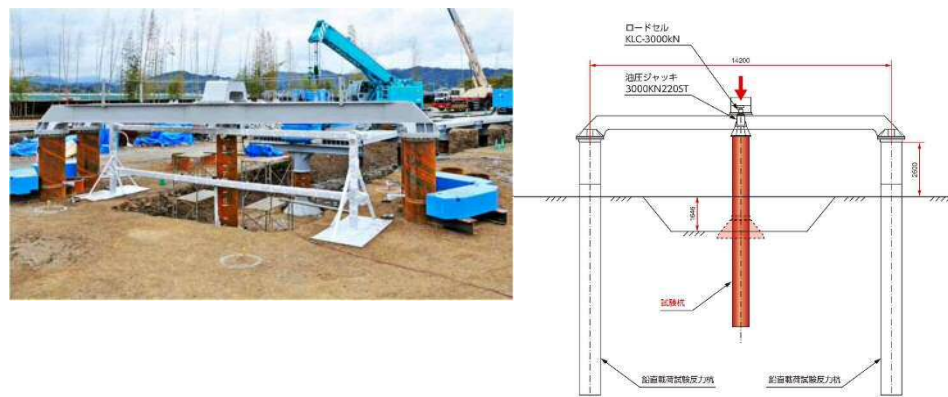 ロードセル
KLC-3000kN
14200
油圧ジャッキ
3000KN220ST
2500
1646
試験杭
鉛直載荷試験反力杭
鉛直載荷試験反力杭